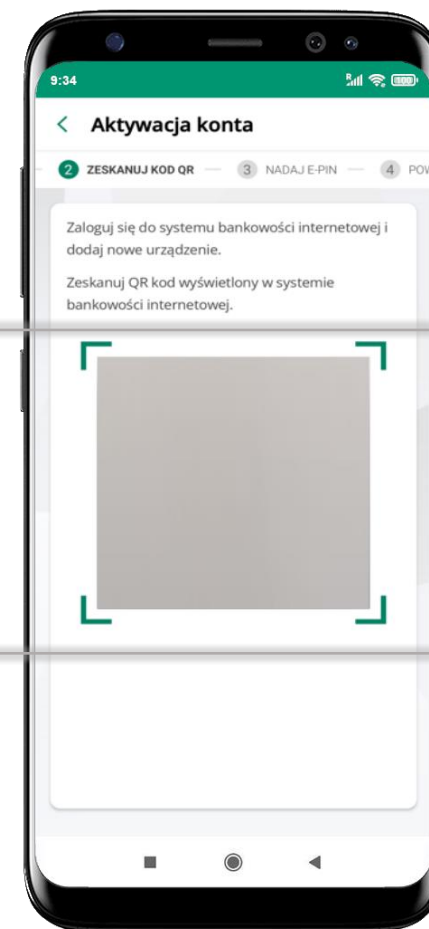 9:34
Aktywacja konta
2 ZESKANUJ KOD QR 3 NADAJ E-PIN 4 POW
Zaloguj się do systemu bankowości internetowej i
dodaj nowe urządzenie.
Zeskanuj QR kod wyświetlony w systemie
bankowości internetowej.